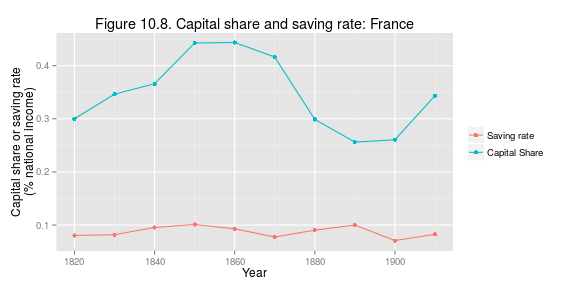 Figure 10.8. Capital share and saving rate: France
Capital share or saving rate
(% national income)
0.4
0.3
0.2
0.1
1820
1840
1860
1880
1900
Year
Saving rate
Capital Share